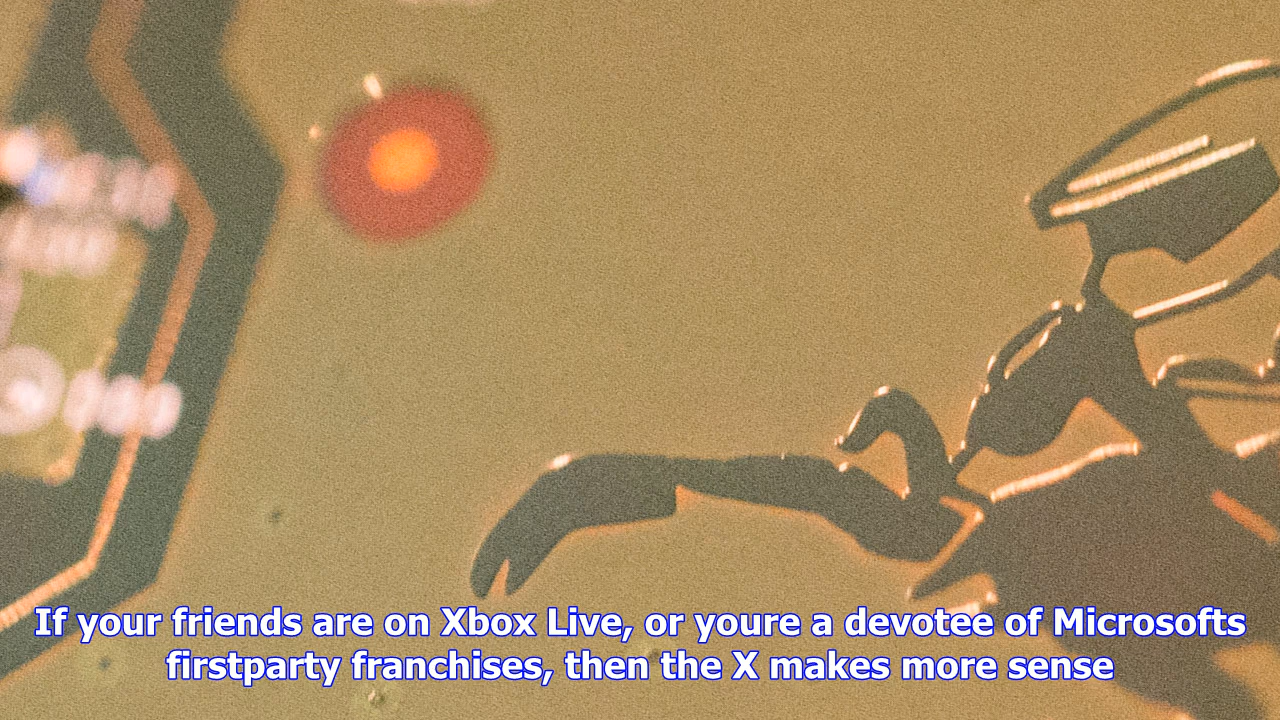 If your friends are on Xbox Live, or youre a devotee of Microsofts
firstparty franchises, then the X makes more sense